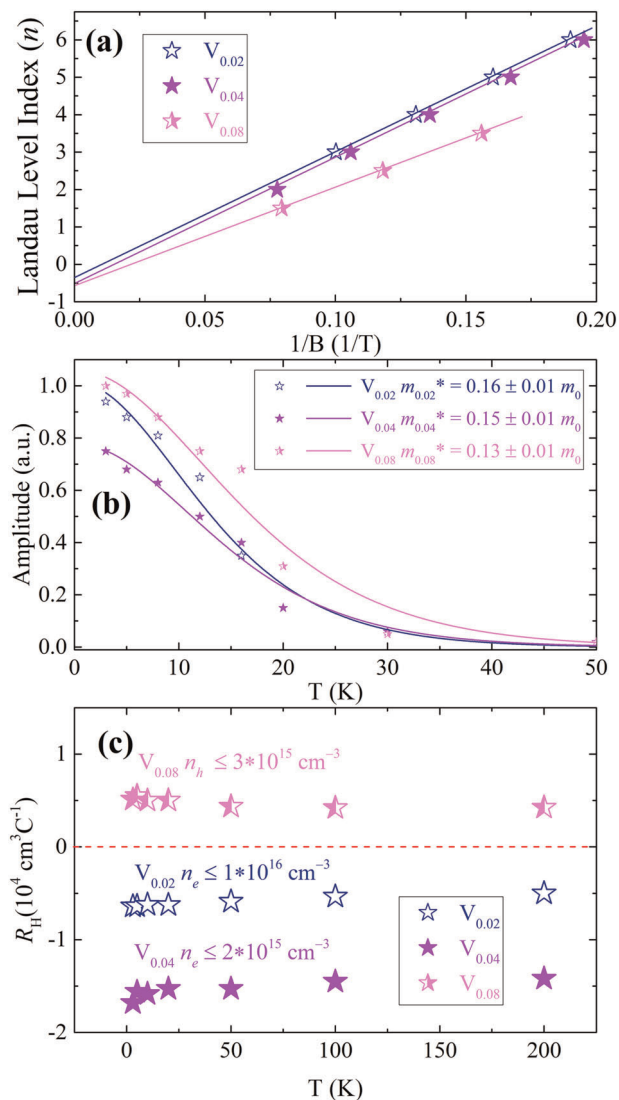 (a)
V0.02
V0.04
V0.08
Landau Level Index (n)
6
5
4
3
2
1
0
-1
0.00 0.05 0.10 0.15 0.20
1/B (1/T)
V0.02 m0.02* = 0.16 ± 0.01 m0
V0.04 m0.04* = 0.15 ± 0.01 m0
V0.08 m0.08* = 0.13 ± 0.01 m0
(b)
Amplitude (a.u.)
1.0
0.8
0.6
0.4
0.2
0.0
0 10 20 30 40 50
T (K)
(c)
V0.08 nh ≤ 3*10^15 cm^−3
V0.02 ne ≤ 1*10^16 cm^−3
V0.04 ne ≤ 2*10^15 cm^−3
V0.02
V0.04
V0.08
RH(10^4 cm^3C^-1)
1
0
-1
-2
0 50 100 150 200
T (K)